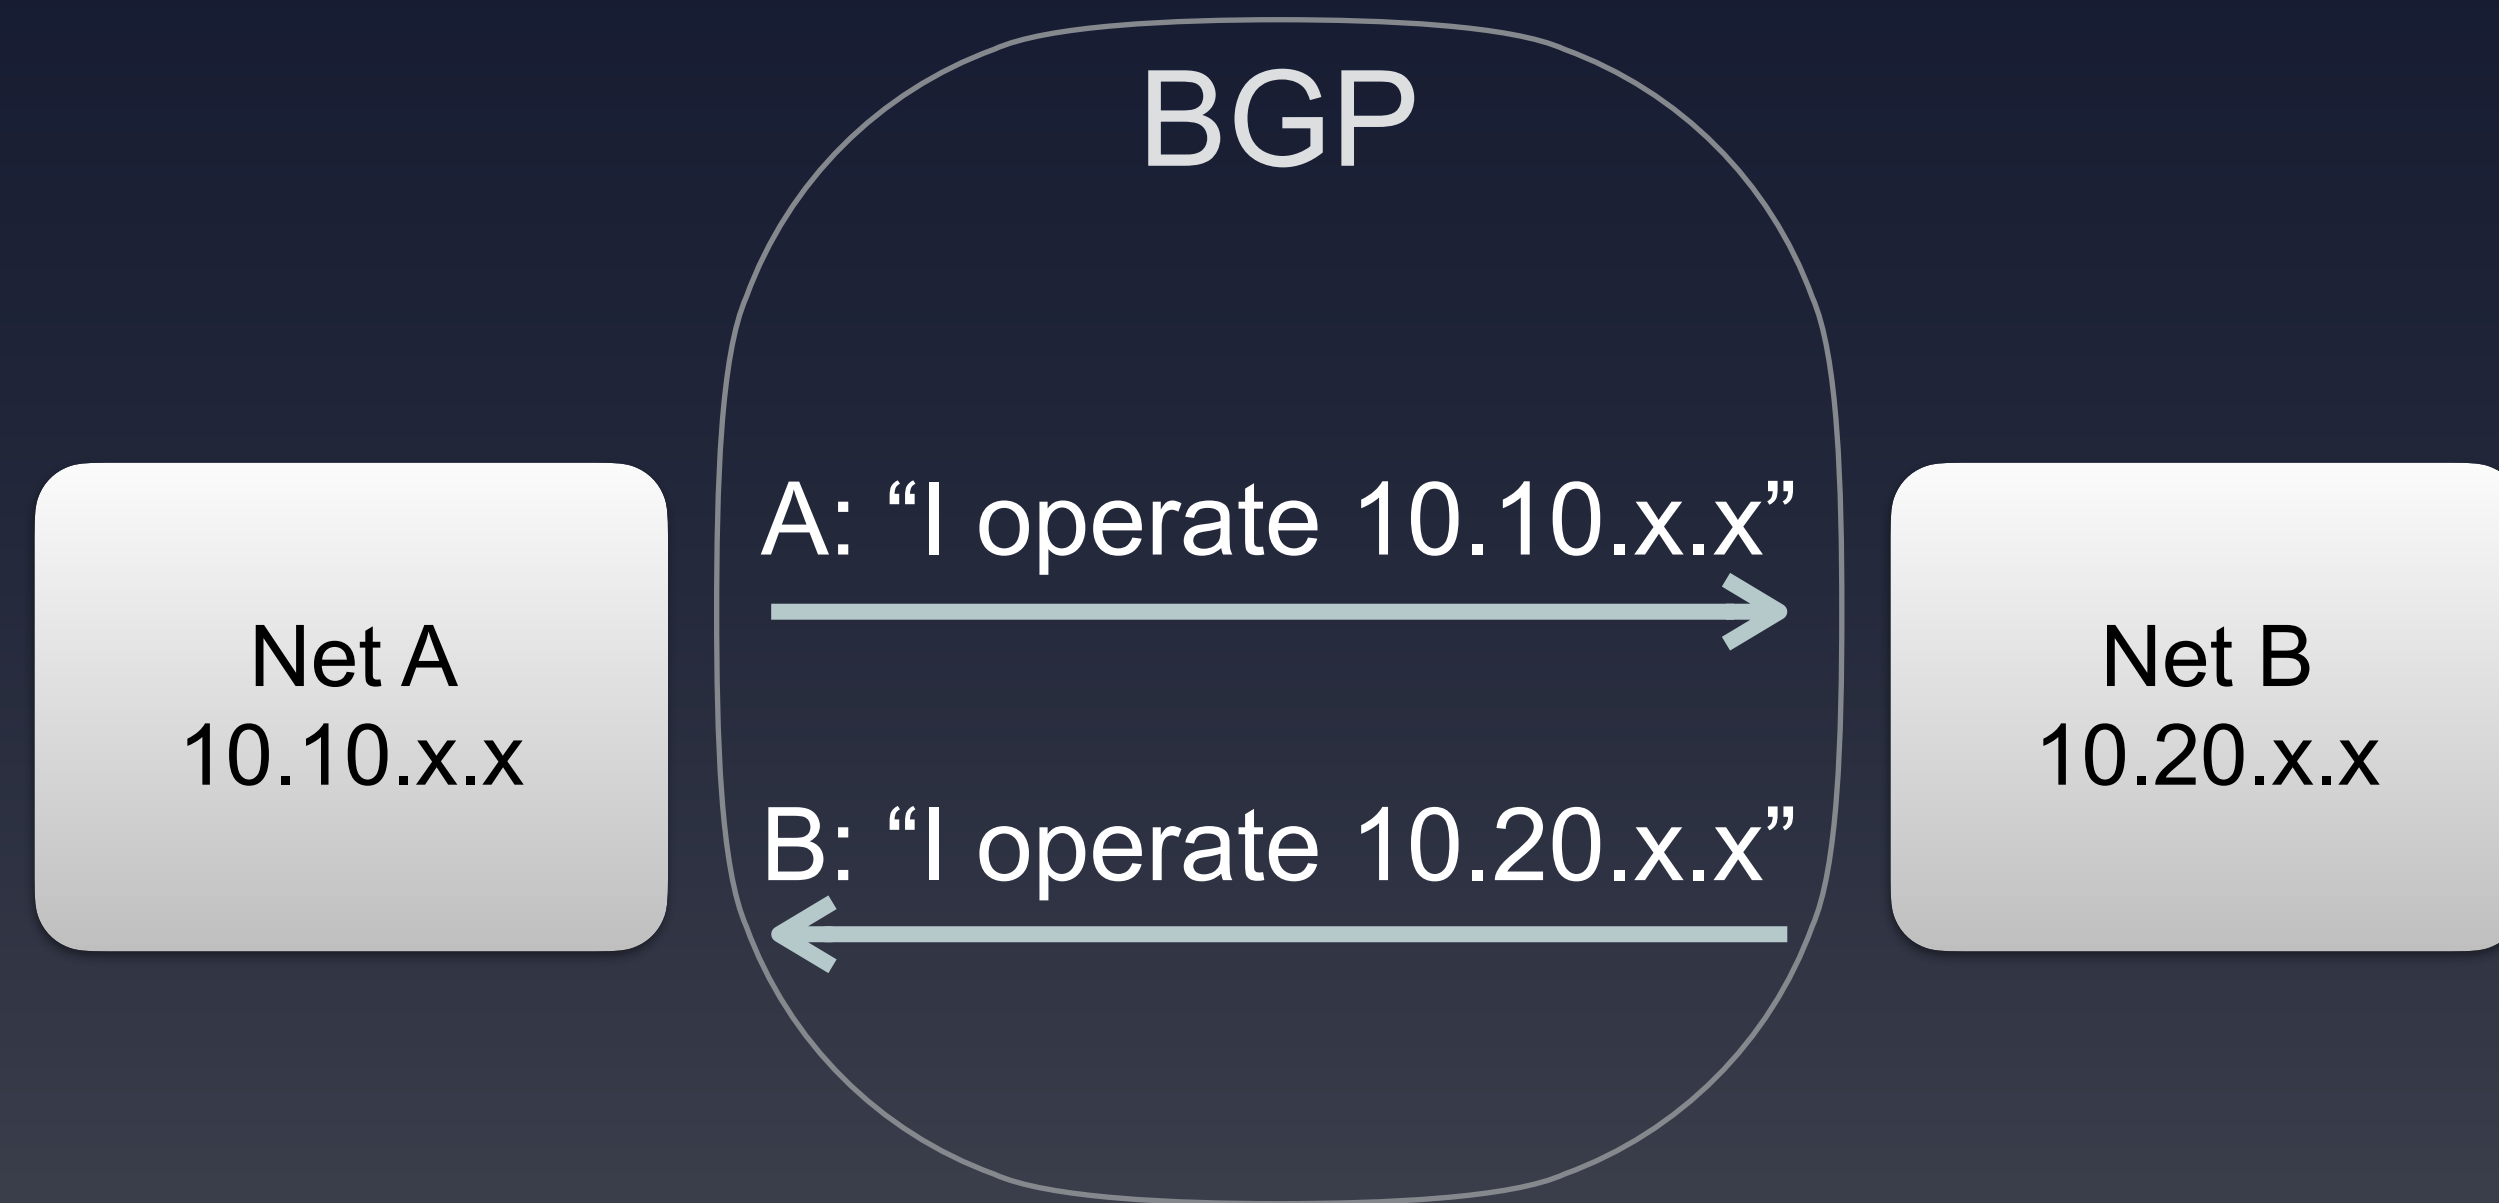 BGP
A: “I operate 10.10.x.x”
Net A
10.10.x.x
Net B
10.20.x.x
B: “I operate 10.20.x.x”